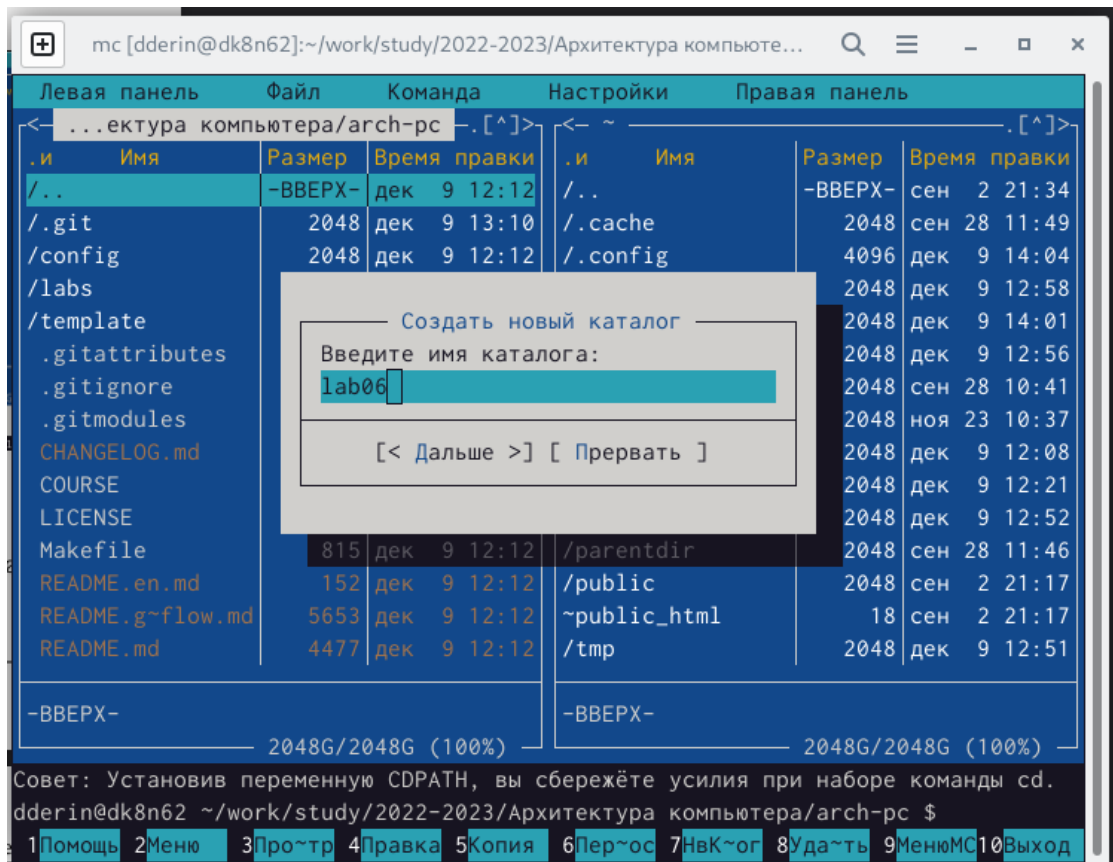 mc [dderin@dk8n62]:~/work/study/2022-2023/Архитектура компьюте...
Левая панель Файл Команда Настройки Правая панель
<— ...ектура компьютера/arch-pc —.[^]> <— ~ —.[^]>
.и Имя Размер Время правки .и Имя Размер Время правки
/.. -ВВЕРХ- дек 9 12:12 /.. -ВВЕРХ- сен 2 21:34
/.git 2048 дек 9 13:10 /.cache 2048 сен 28 11:49
/config 2048 дек 9 12:12 /.config 4096 дек 9 14:04
/labs 2048 дек 9 12:58
/template Создать новый каталог 2048 дек 9 14:01
.gitattributes Введите имя каталога: 2048 дек 9 12:56
.gitignore lab06 2048 сен 28 10:41
.gitmodules 2048 ноя 23 10:37
CHANGELOG.md [< Дальше >] [ Прервать ] 2048 дек 9 12:08
COURSE 2048 дек 9 12:21
LICENSE 2048 дек 9 12:52
Makefile 815 дек 9 12:12 /parentdir 2048 сен 28 11:46
README.en.md 152 дек 9 12:12 /public 2048 сен 2 21:17
README.g~flow.md 5653 дек 9 12:12 ~public_html 18 сен 2 21:17
README.md 4477 дек 9 12:12 /tmp 2048 дек 9 12:51
-ВВЕРХ- -ВВЕРХ-
2048G/2048G (100%) 2048G/2048G (100%)
Совет: Установив переменную CDPATH, вы сбережёте усилия при наборе команды cd.
dderin@dk8n62 ~/work/study/2022-2023/Архитектура компьютера/arch-pc $
1Помощь 2Меню 3Про~тр 4Правка 5Копия 6Пер~ос 7НвК~ог 8Уда~ть 9МенюМС10Выход